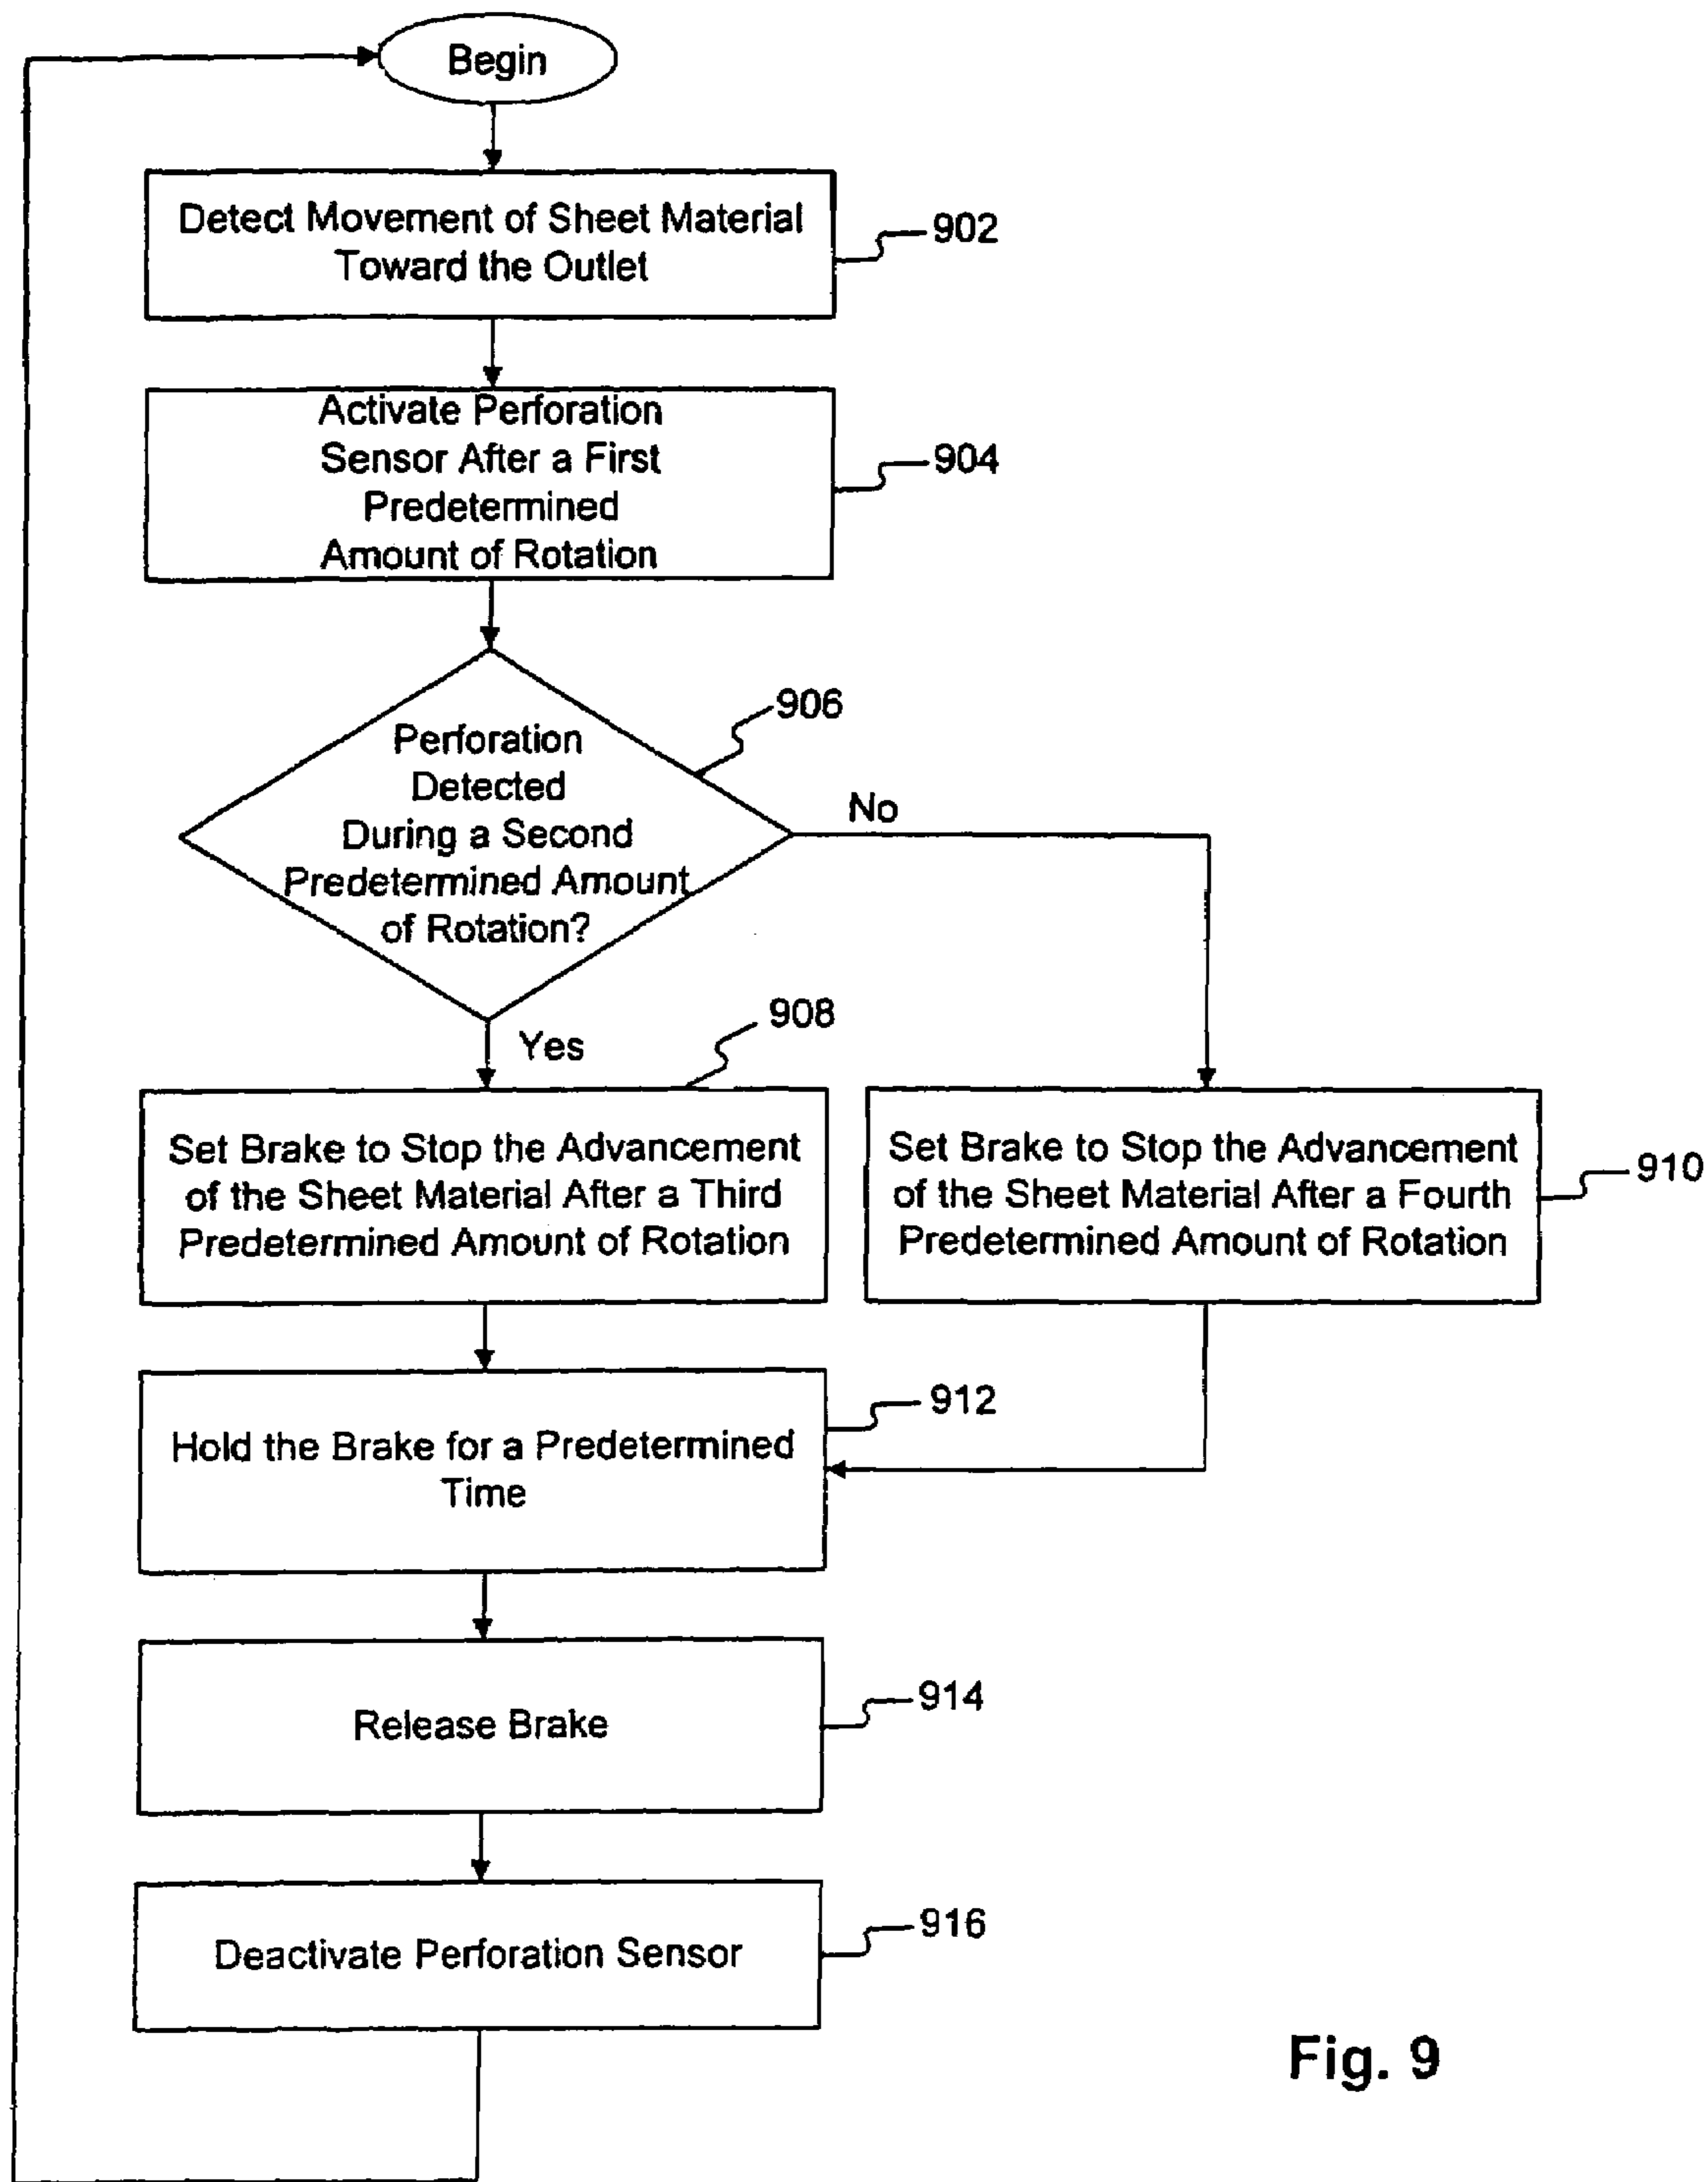 Begin
Detect Movement of Sheet Material
Toward the Outlet
902
Activate Perforation
Sensor After a First
Predetermined
Amount of Rotation
904
906
Perforation
Detected
During a Second
Predetermined Amount
of Rotation?
No
Yes
908
Set Brake to Stop the Advancement
of the Sheet Material After a Third
Predetermined Amount of Rotation
Set Brake to Stop the Advancement
of the Sheet Material After a Fourth
Predetermined Amount of Rotation
910
Hold the Brake for a Predetermined
Time
912
Release Brake
914
Deactivate Perforation Sensor
916
Fig. 9